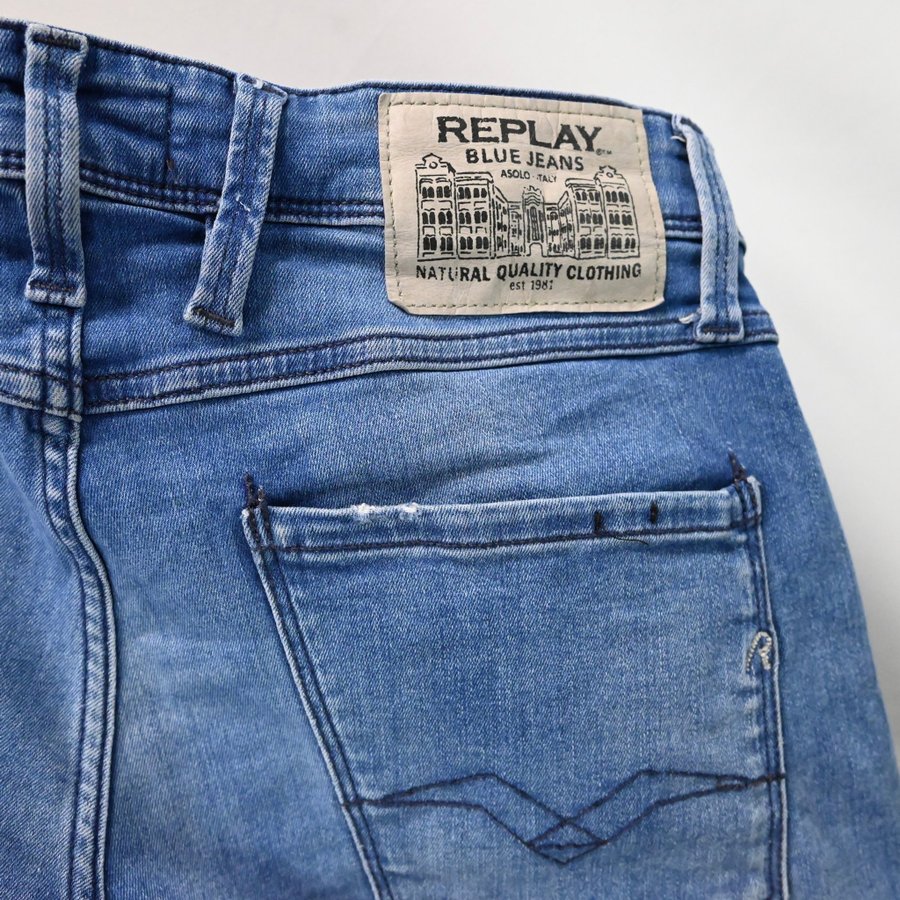 REPLAY
BLUE JEANS
ASOLO - ITALY
NATURAL QUALITY CLOTHING
est 1981
R